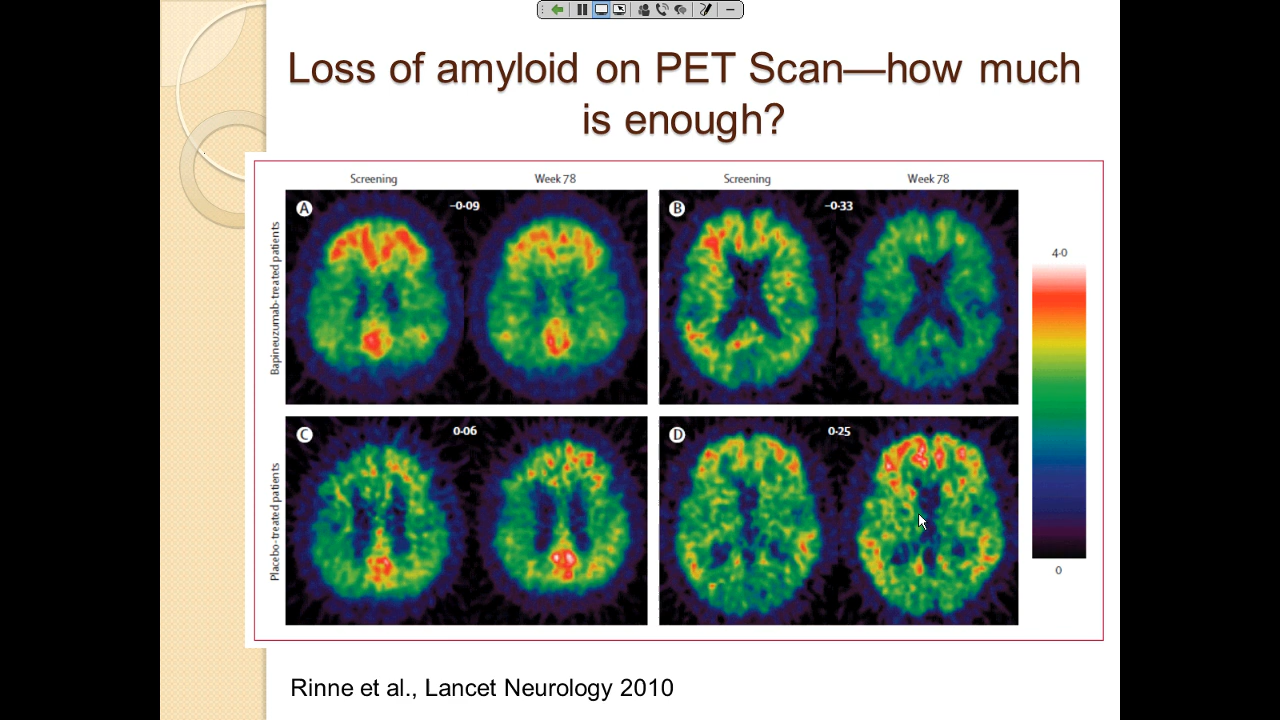 Loss of amyloid on PET Scan—how much
is enough?
Screening
Week 78
Screening
Week 78
Bapineuzumab-treated patients
A
–0·09
B
–0·33
4·0
Placebo-treated patients
C
0·06
D
0·25
0
Rinne et al., Lancet Neurology 2010